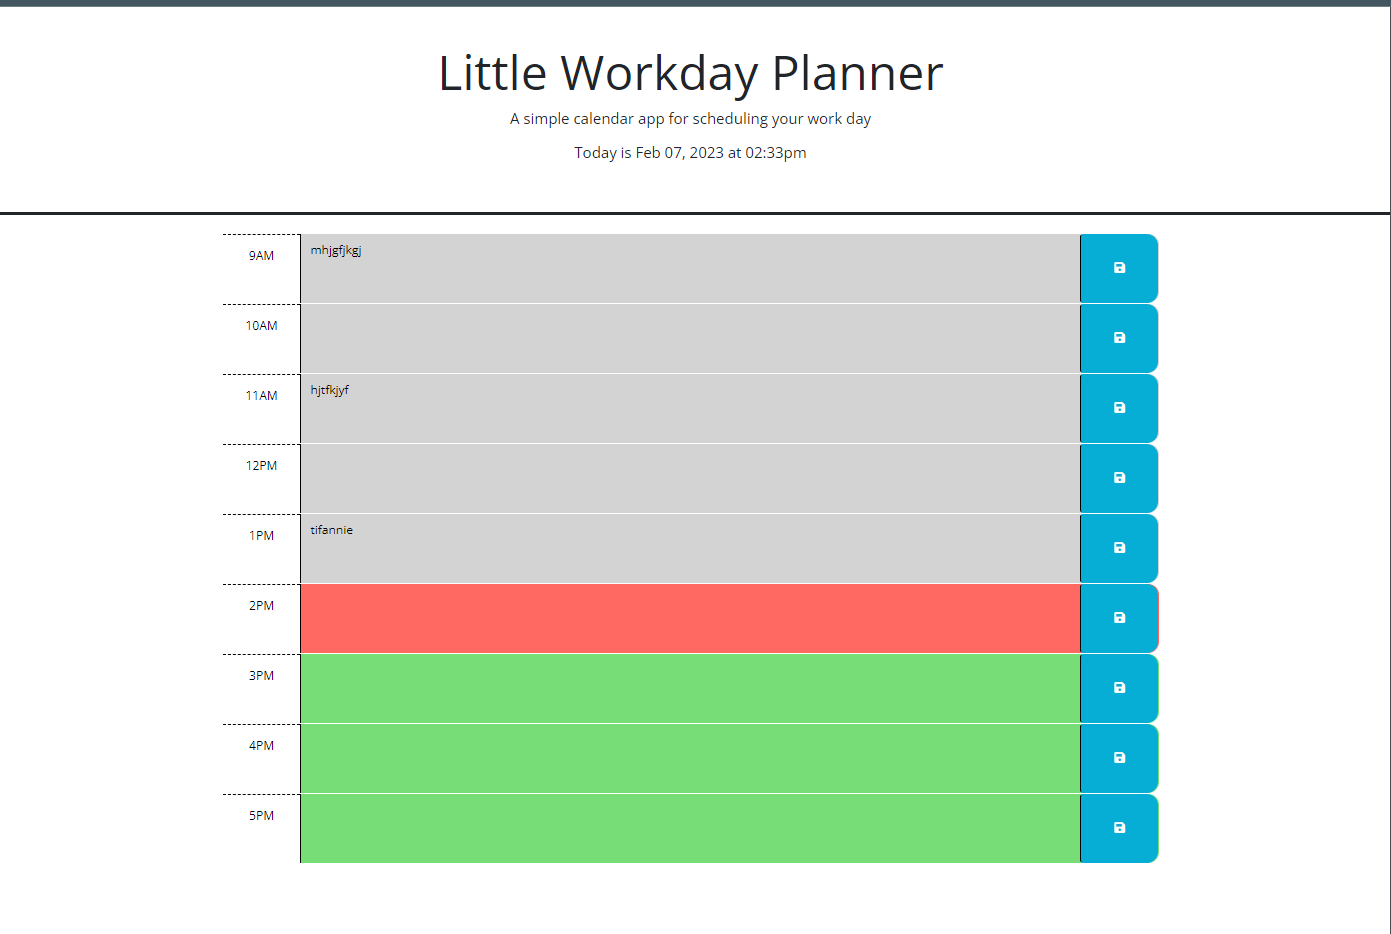 Little Workday Planner
A simple calendar app for scheduling your work day
Today is Feb 07, 2023 at 02:33pm
9AM mhjgfjkgj
10AM
11AM hjtfkjyf
12PM
1PM tifannie
2PM
3PM
4PM
5PM